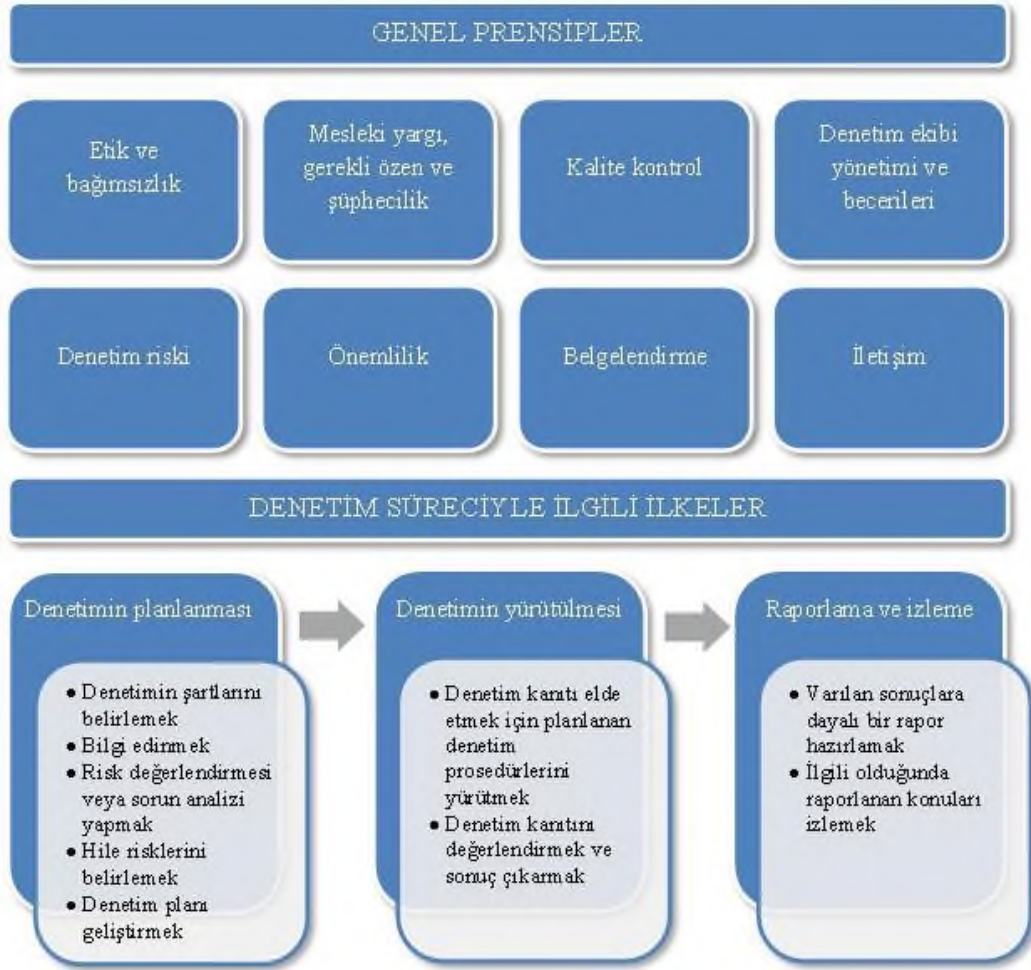 GENEL PRENSİPLER
Etik ve
bağımsızlık
Mesleki yargı,
gerekli özen ve
şüphecilik
Kalite kontrol
Denetim ekibi
yönetimi ve
becerileri
Denetim riski
Önemlilik
Belgelendirme
İletişim
DENETİM SÜRECİYLE İLGİLİ İLKELER
Denetimin planlanması
• Denetimin şartlarını
belirlemek
• Bilgi edinmek
• Risk değerlendirmesi
veya sorun analizi
yapmak
• Hile risklerini
belirlemek
• Denetim planı
geliştirmek
Denetimin yürütülmesi
• Denetim kanıtı elde
etmek için planlanan
denetim
prosedürlerini
yürütmek
• Denetim kanıtını
değerlendirmek ve
sonuç çıkarmak
Raporlama ve izleme
• Varılan sonuçlara
dayalı bir rapor
hazırlamak
• İlgili olduğunda
raporlanan konuları
izlemek